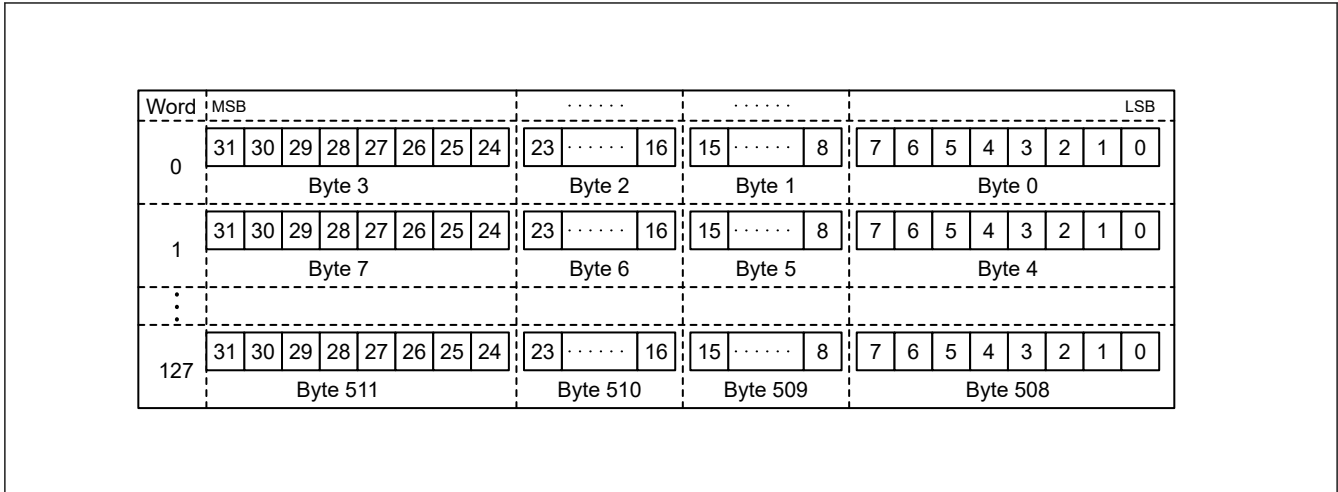 Word MSB ······ ······ LSB
0 31 30 29 28 27 26 25 24 23 ······ 16 15 ······ 8 7 6 5 4 3 2 1 0
Byte 3 Byte 2 Byte 1 Byte 0
1 31 30 29 28 27 26 25 24 23 ······ 16 15 ······ 8 7 6 5 4 3 2 1 0
Byte 7 Byte 6 Byte 5 Byte 4
⋮
127 31 30 29 28 27 26 25 24 23 ······ 16 15 ······ 8 7 6 5 4 3 2 1 0
Byte 511 Byte 510 Byte 509 Byte 508